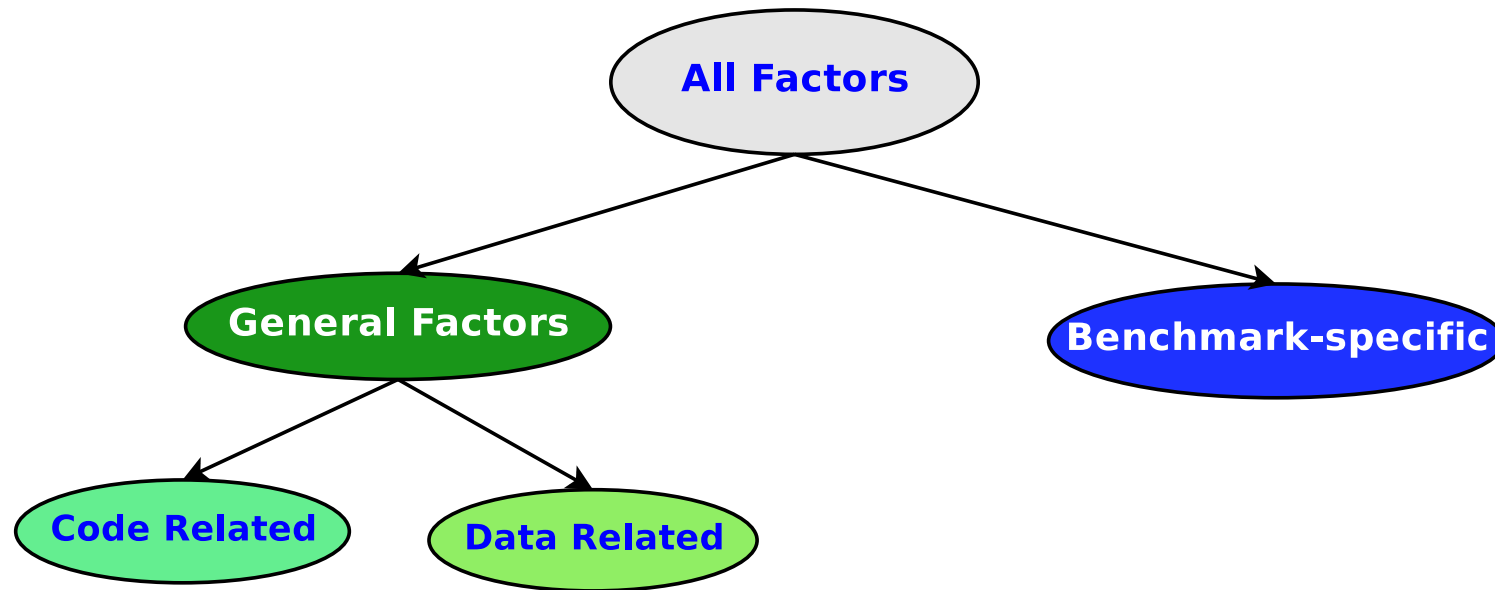 All Factors
General Factors
Benchmark-specific
Code Related
Data Related